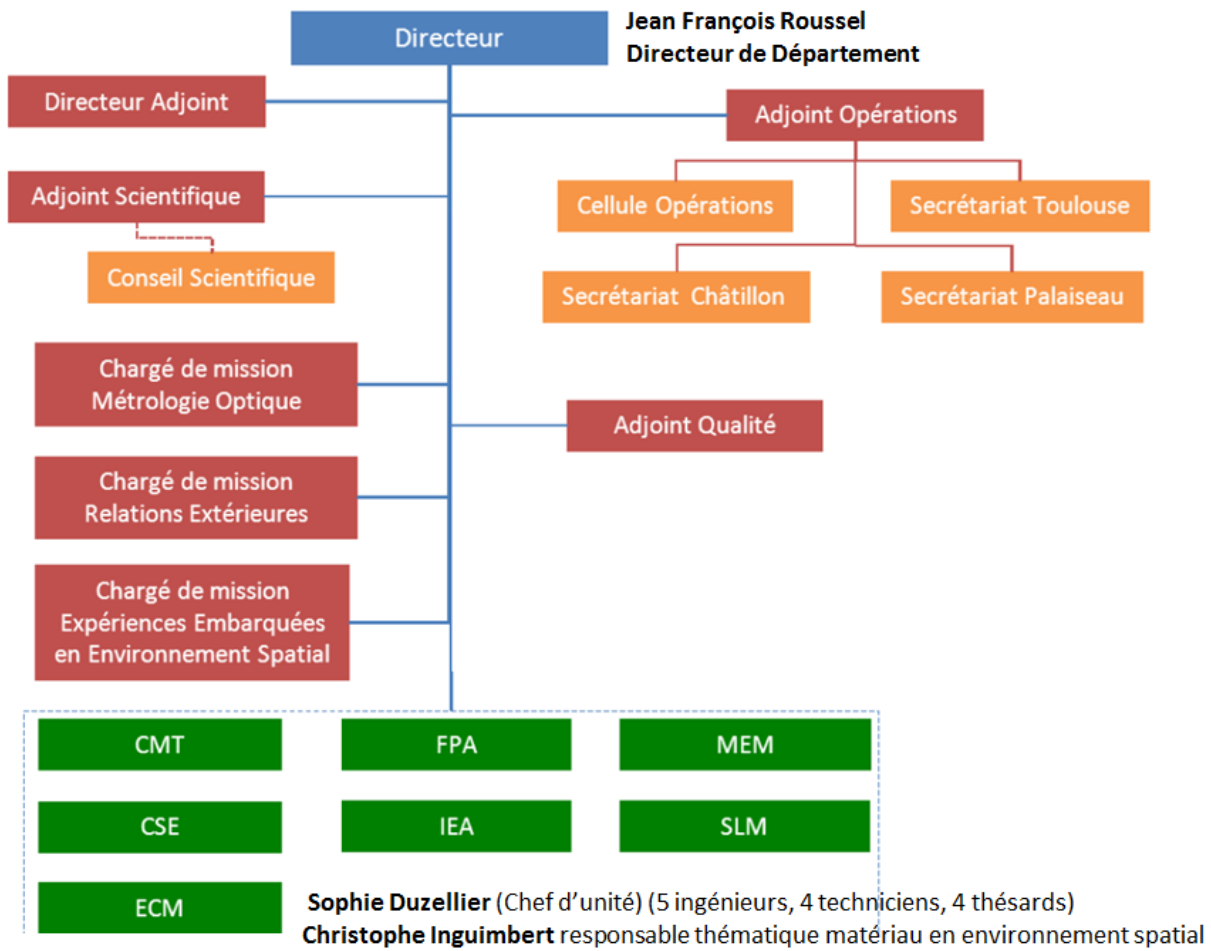 Directeur
Jean François Roussel
Directeur de Département
Directeur Adjoint
Adjoint Opérations
Adjoint Scientifique
Cellule Opérations
Secrétariat Toulouse
Conseil Scientifique
Secrétariat Châtillon
Secrétariat Palaiseau
Chargé de mission
Métrologie Optique
Adjoint Qualité
Chargé de mission
Relations Extérieures
Chargé de mission
Expériences Embarquées
en Environnement Spatial
CMT
FPA
MEM
CSE
IEA
SLM
ECM
Sophie Duzellier (Chef d’unité) (5 ingénieurs, 4 techniciens, 4 thésards)
Christophe Inguimbert responsable thématique matériau en environnement spatial